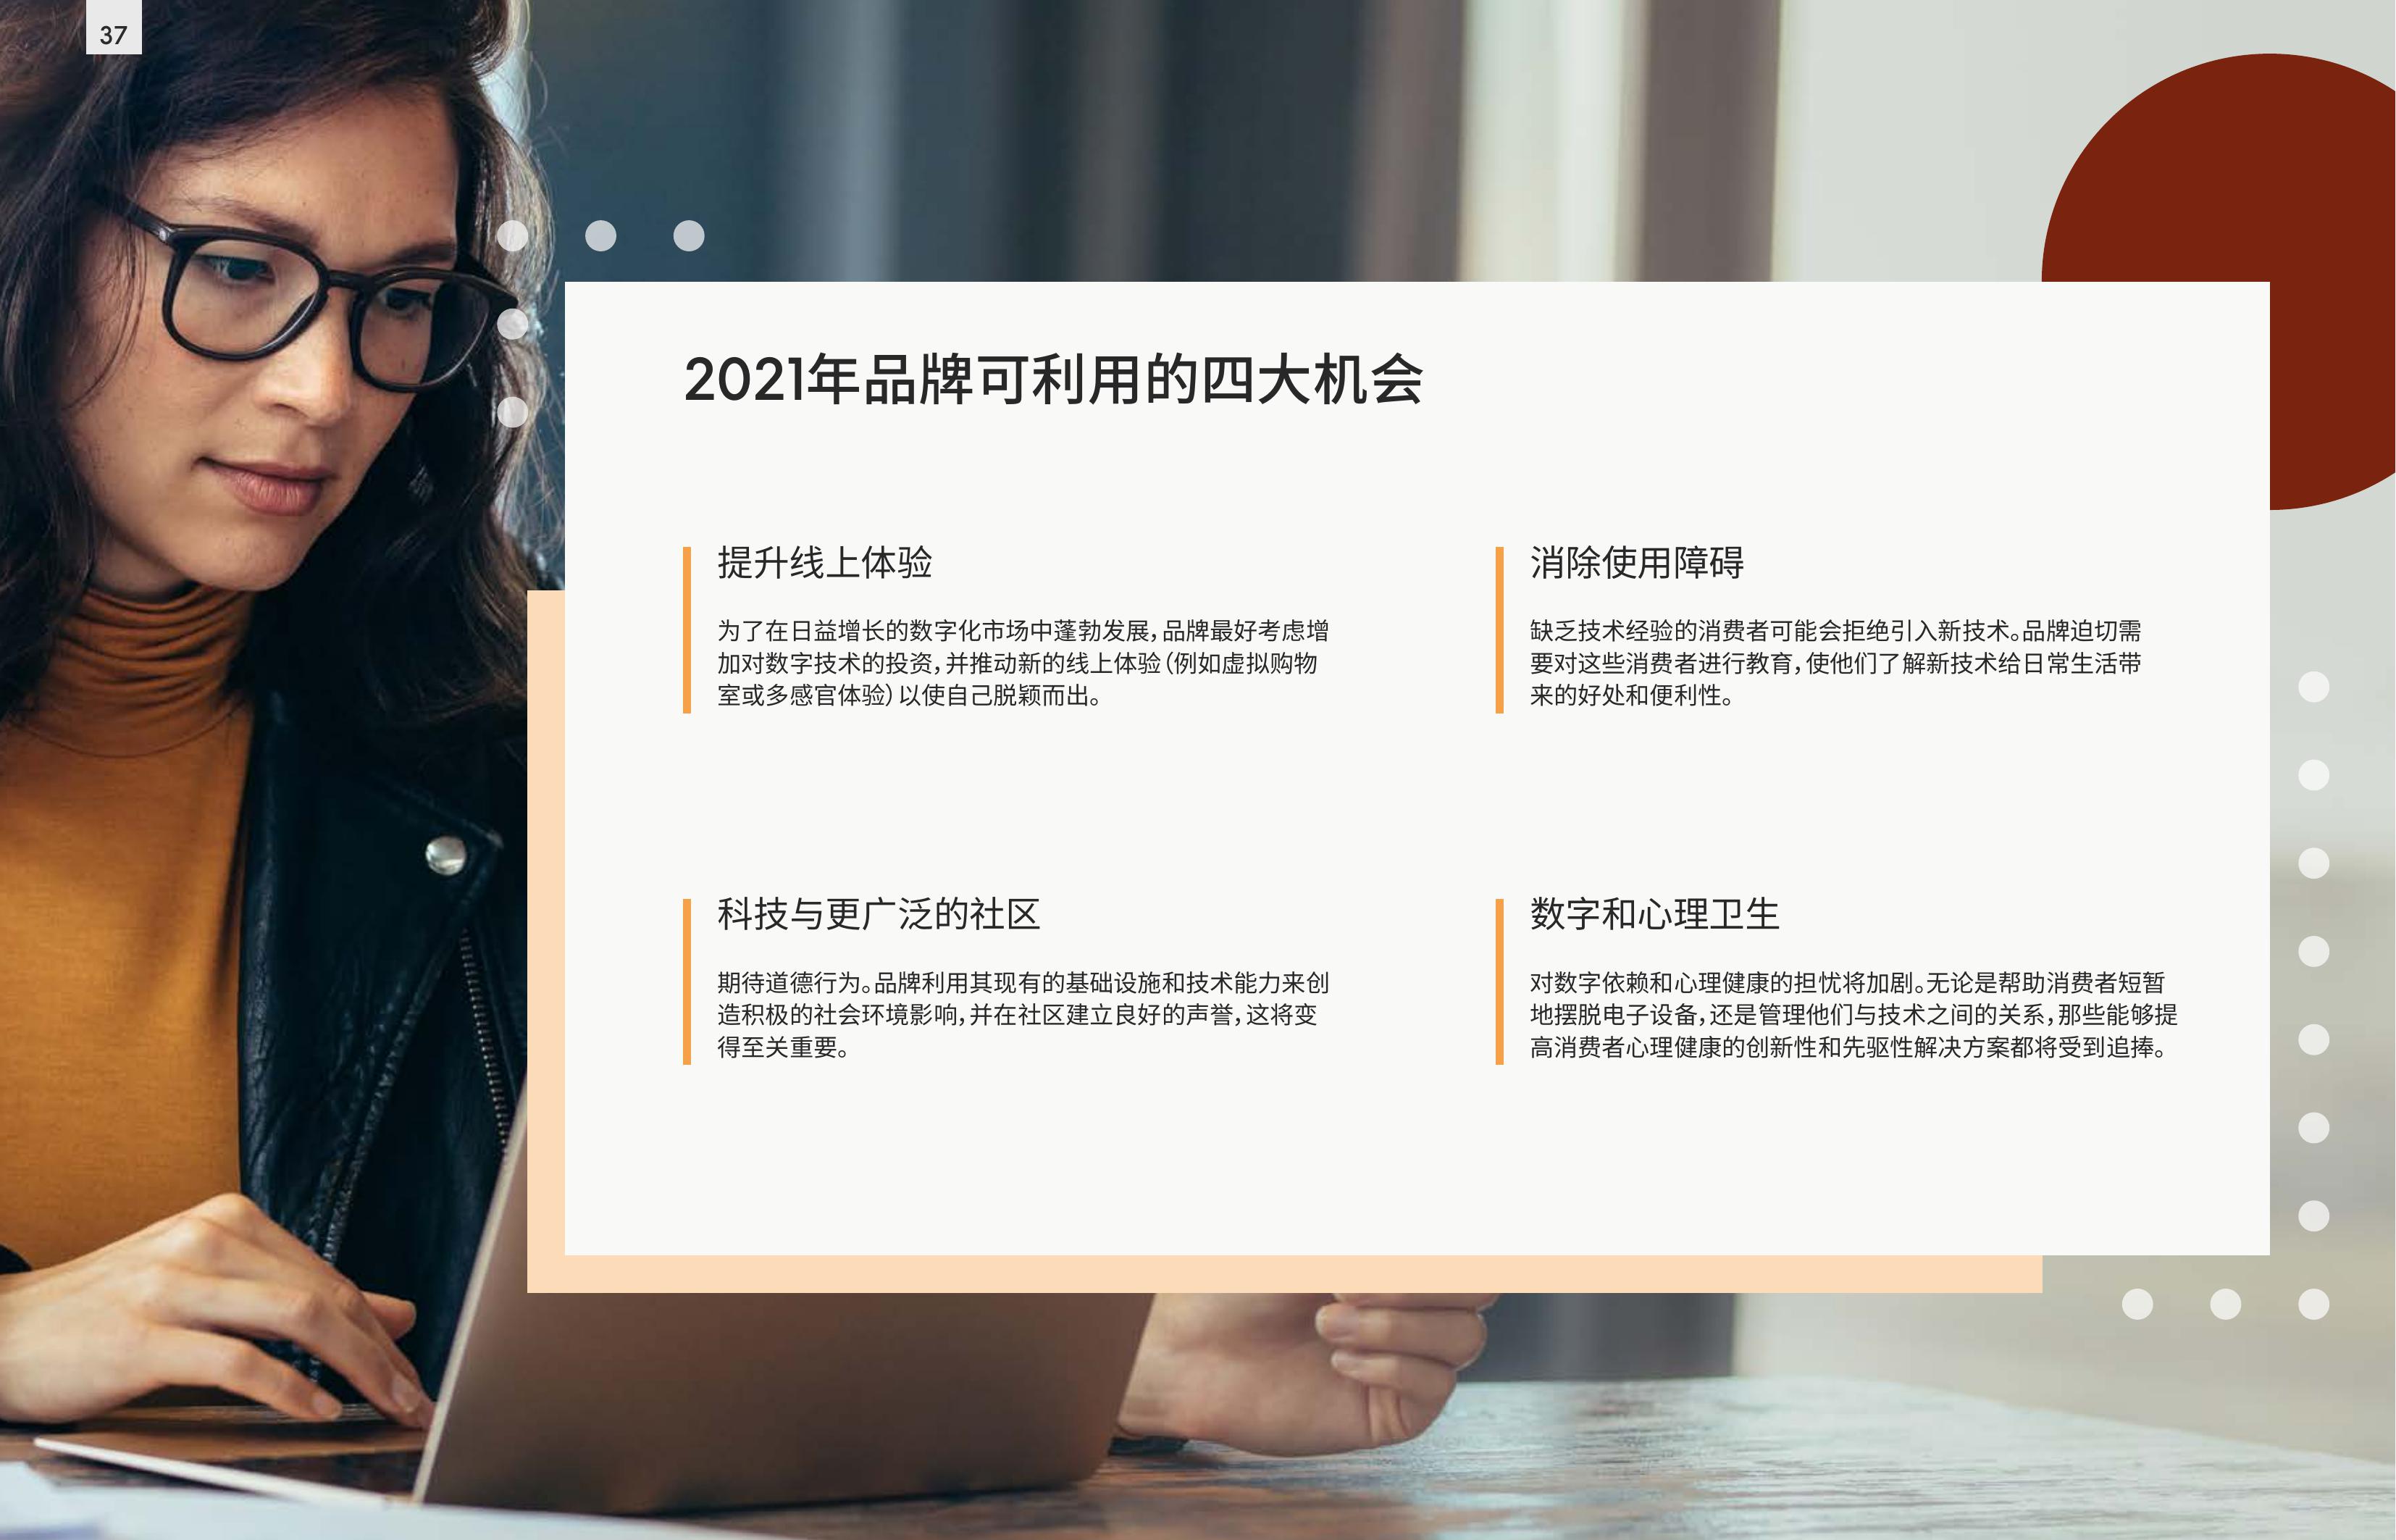 37
2021年品牌可利用的四大机会
提升线上体验
为了在日益增长的数字化市场中蓬勃发展，品牌最好考虑增
加对数字技术的投资，并推动新的线上体验（例如虚拟购物
室或多感官体验）以使自己脱颖而出。
消除使用障碍
缺乏技术经验的消费者可能会拒绝引入新技术。品牌迫切需
要对这些消费者进行教育，使他们了解新技术给日常生活带
来的好处和便利性。
科技与更广泛的社区
期待道德行为。品牌利用其现有的基础设施和技术能力来创
造积极的社会环境影响，并在社区建立良好的声誉，这将变
得至关重要。
数字和心理卫生
对数字依赖和心理健康的担忧将加剧。无论是帮助消费者短暂
地摆脱电子设备，还是管理他们与技术之间的关系，那些能够提
高消费者心理健康的创新性和先驱性解决方案都将受到追捧。